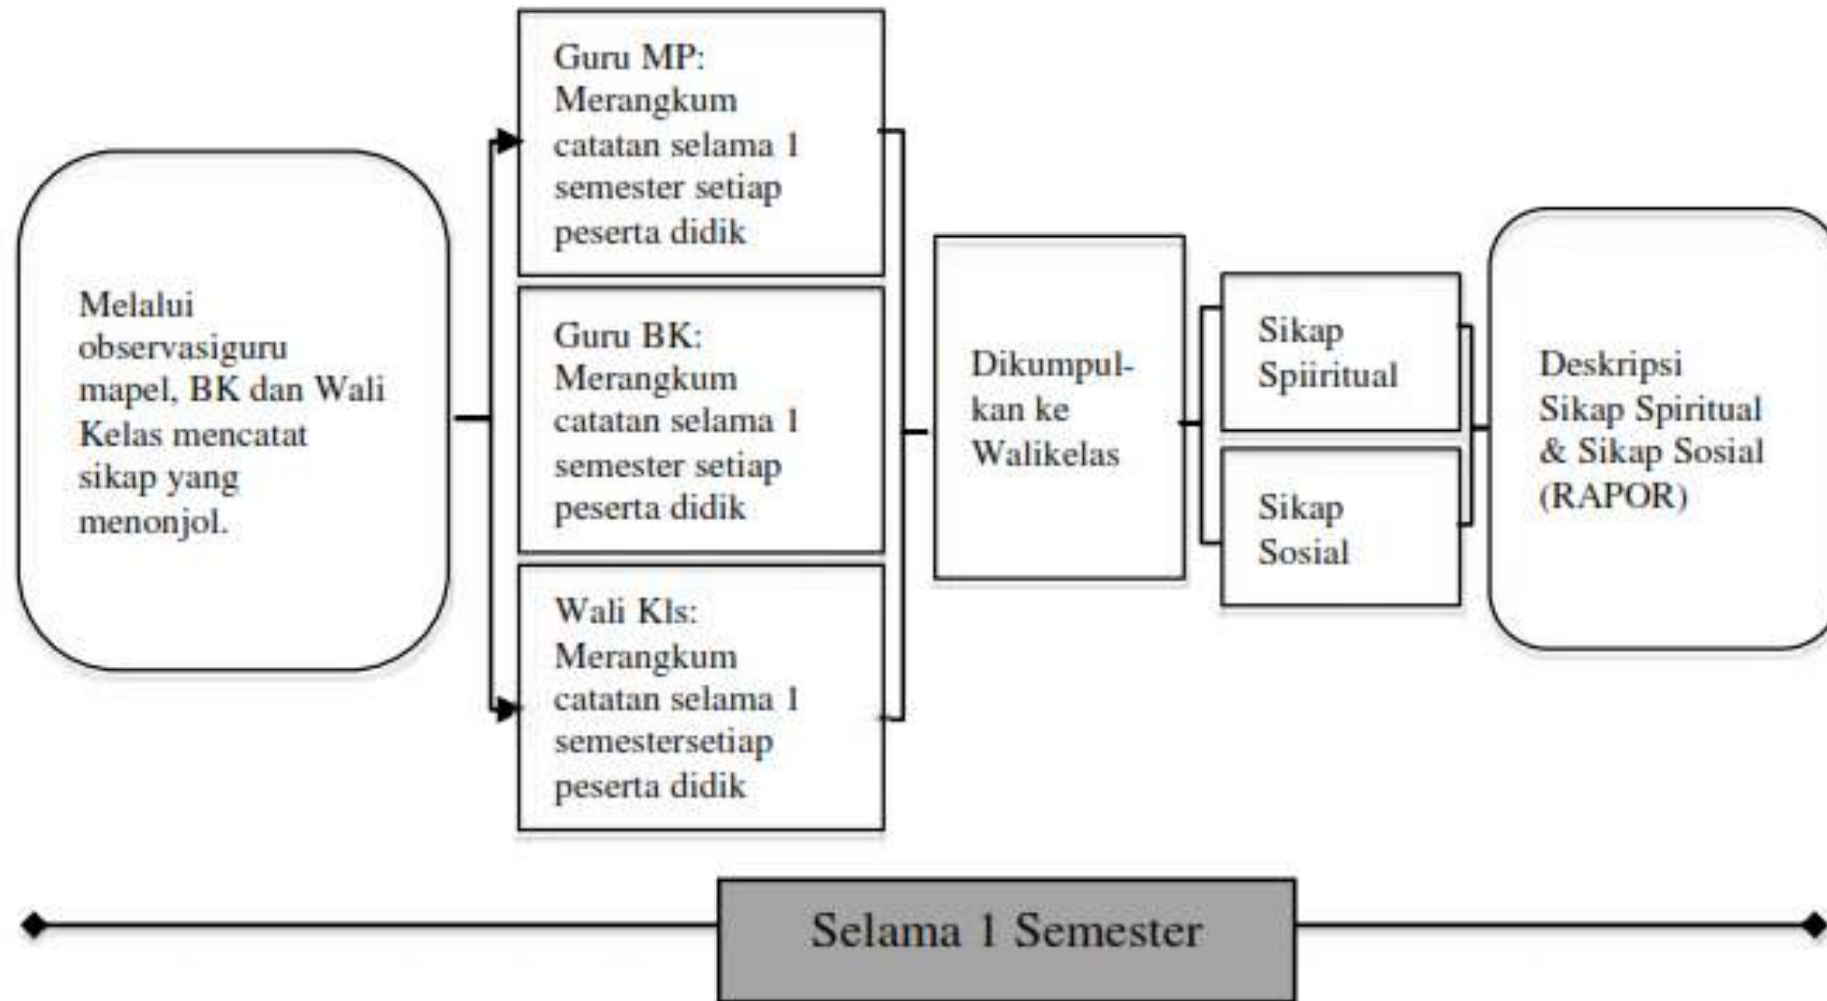 Melalui
observasiguru
mapel, BK dan Wali
Kelas mencatat
sikap yang
menonjol.
Guru MP:
Merangkum
catatan selama 1
semester setiap
peserta didik
Guru BK:
Merangkum
catatan selama 1
semester setiap
peserta didik
Wali Kls:
Merangkum
catatan selama 1
semestersetiap
peserta didik
Dikumpul-
kan ke
Walikelas
Sikap
Spiiritual
Sikap
Sosial
Deskripsi
Sikap Spiritual
& Sikap Sosial
(RAPOR)
Selama 1 Semester